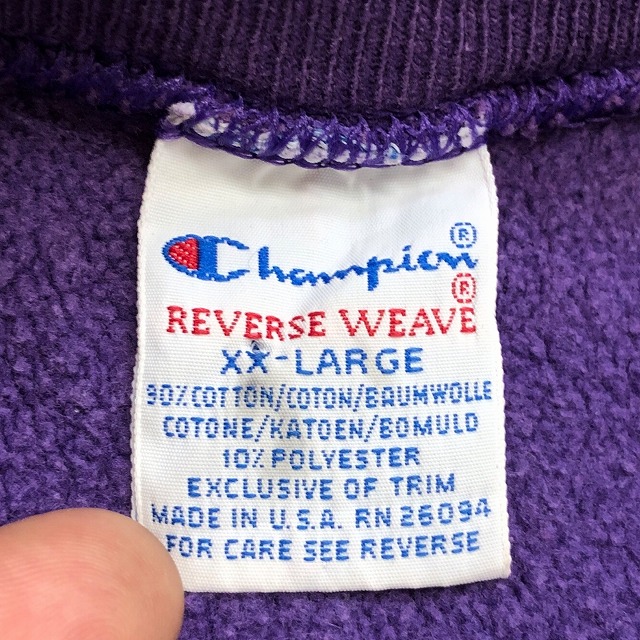 Champion®
REVERSE WEAVE®
XX-LARGE
90%COTTON/COTON/BAUMWOLLE
COTONE/KATOEN/BOMULD
10% POLYESTER
EXCLUSIVE OF TRIM
MADE IN U.S.A. RN 26094
FOR CARE SEE REVERSE